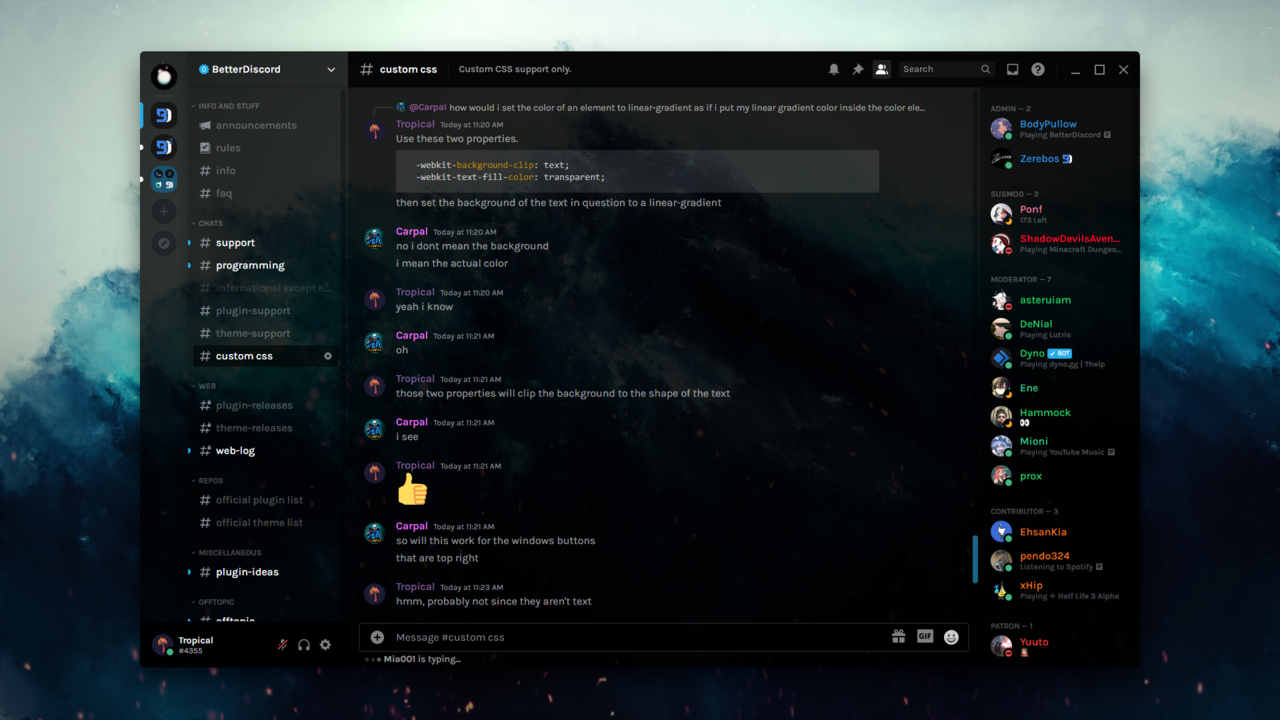 BetterDiscord
INFO AND STUFF
announcements
rules
info
faq
CHATS
support
programming
international except e...
plugin-support
theme-support
custom css
WEB
plugin-releases
theme-releases
web-log
REPOS
official plugin list
official theme list
MISCELLANEOUS
plugin-ideas
OFFTOPIC
offtopic
Tropical
#4355
custom css
Custom CSS support only.
Search
@Carpal how would i set the color of an element to linear-gradient as if i put my linear gradient color inside the color ele...
Tropical Today at 11:20 AM
Use these two properties.
-webkit-background-clip: text;
-webkit-text-fill-color: transparent;
then set the background of the text in question to a linear-gradient
Carpal Today at 11:20 AM
no i dont mean the background
i mean the actual color
Tropical Today at 11:20 AM
yeah i know
Carpal Today at 11:21 AM
oh
Tropical Today at 11:21 AM
those two properties will clip the background to the shape of the text
Carpal Today at 11:21 AM
i see
Tropical Today at 11:21 AM
Carpal Today at 11:21 AM
so will this work for the windows buttons
that are top right
Tropical Today at 11:23 AM
hmm, probably not since they aren't text
Message #custom css
GIF
Mia001 is typing...
ADMIN — 2
BodyPullow
Playing BetterDiscord
Zerebos
SUSMOD — 2
Ponf
173 Left
ShadowDevilsAven...
Playing Minecraft Dungeo...
MODERATOR — 7
asteruiam
DeNial
Playing Lutris
Dyno BOT
Playing dyno.gg | ?help
Ene
Hammock
Mioni
Playing YouTube Music
prox
CONTRIBUTOR — 3
EhsanKia
pendo324
Listening to Spotify
xHip
Playing ✧ Half Life 3 Alpha
PATRON — 1
Yuuto